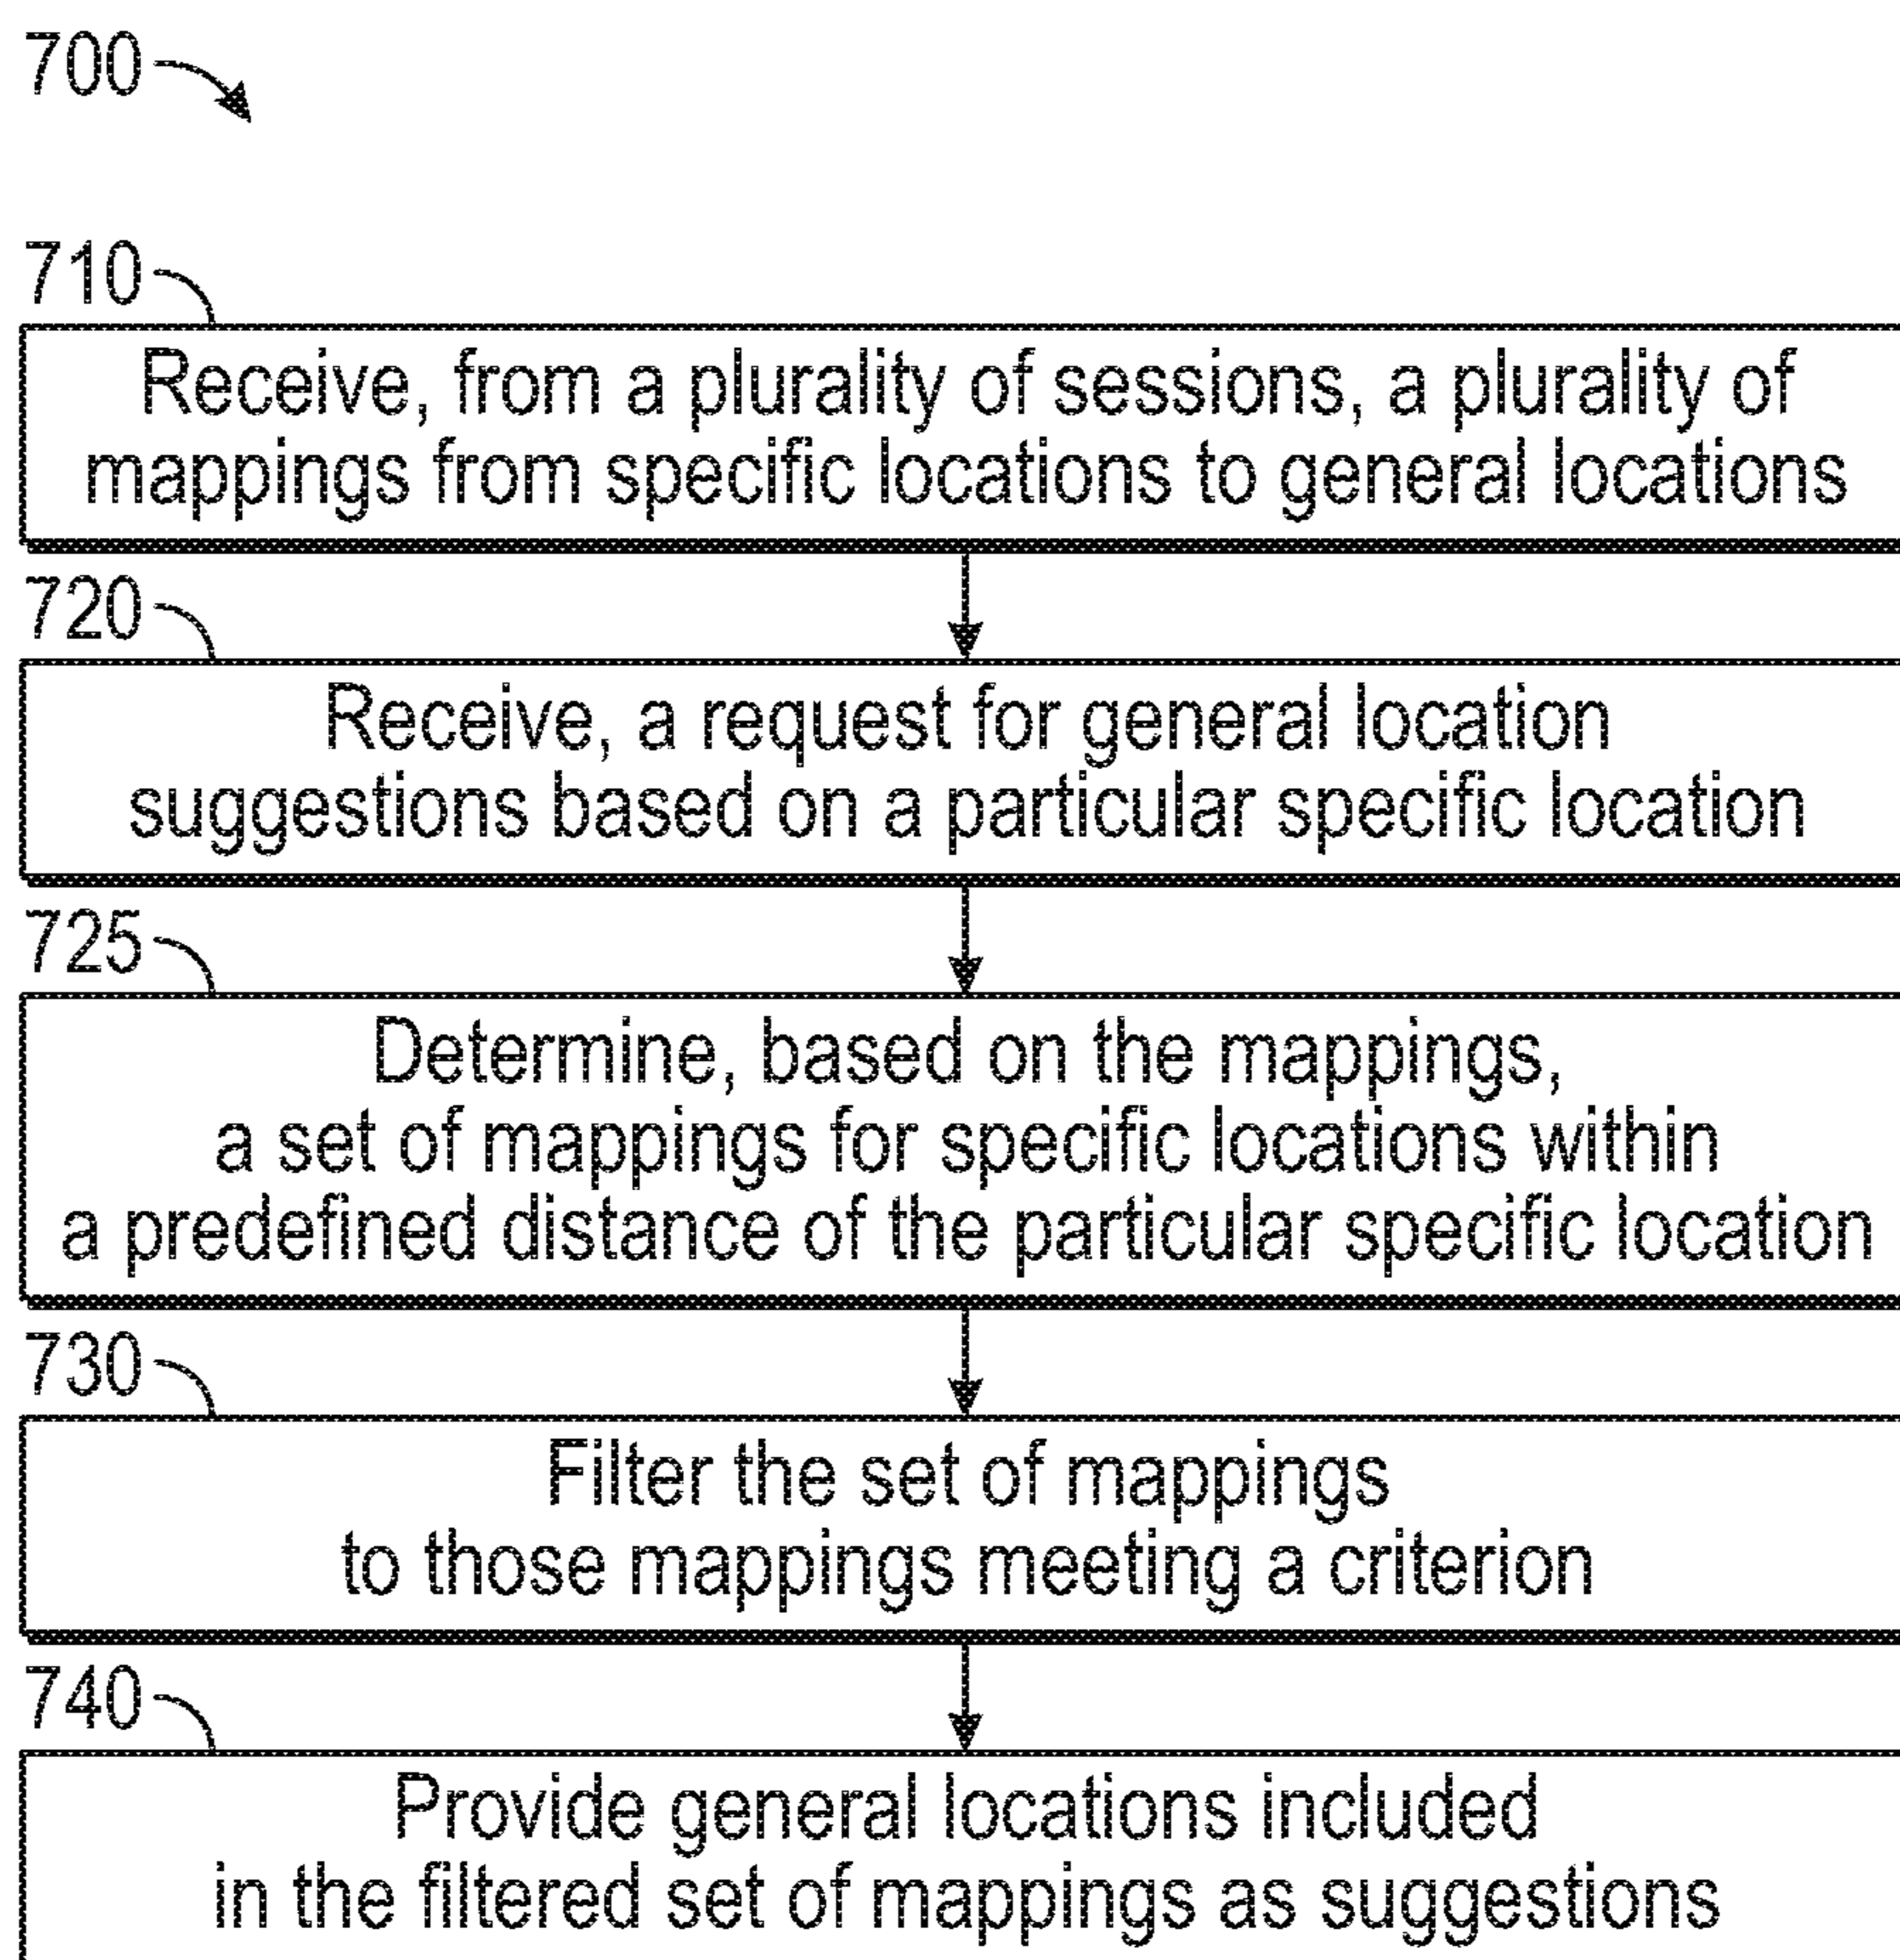 700
710
Receive, from a plurality of sessions, a plurality of
mappings from specific locations to general locations
720
Receive, a request for general location
suggestions based on a particular specific location
725
Determine, based on the mappings,
a set of mappings for specific locations within
a predefined distance of the particular specific location
730
Filter the set of mappings
to those mappings meeting a criterion
740
Provide general locations included
in the filtered set of mappings as suggestions